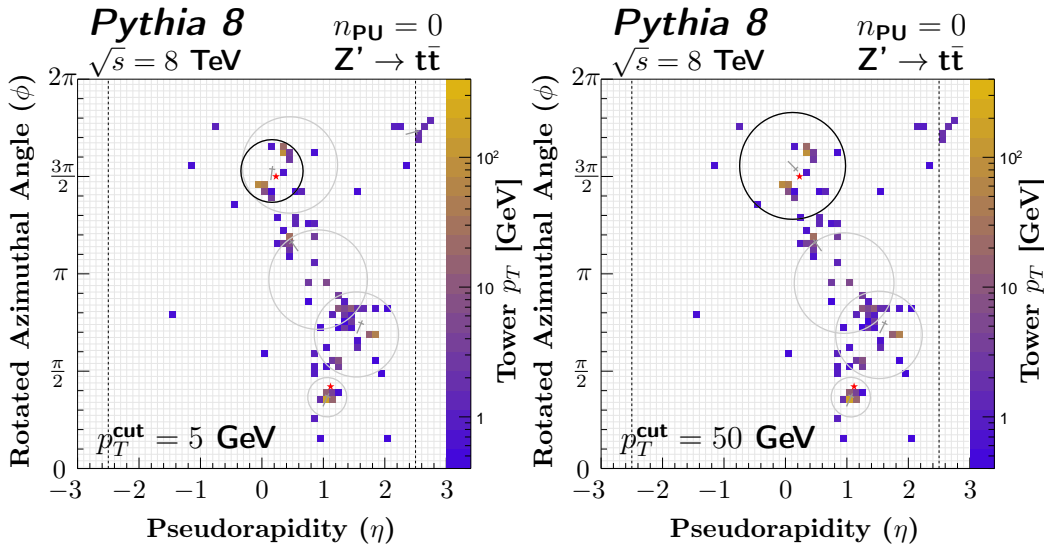 Pythia 8 n_PU = 0
√s = 8 TeV Z' → tt̄
Rotated Azimuthal Angle (ϕ)
2π
3π/2
π
π/2
0
p_T^cut = 5 GeV
−3 −2 −1 0 1 2 3
Pseudorapidity (η)
10²
10
1
Tower p_T [GeV]
Pythia 8 n_PU = 0
√s = 8 TeV Z' → tt̄
Rotated Azimuthal Angle (ϕ)
2π
3π/2
π
π/2
0
p_T^cut = 50 GeV
−3 −2 −1 0 1 2 3
Pseudorapidity (η)
10²
10
1
Tower p_T [GeV]